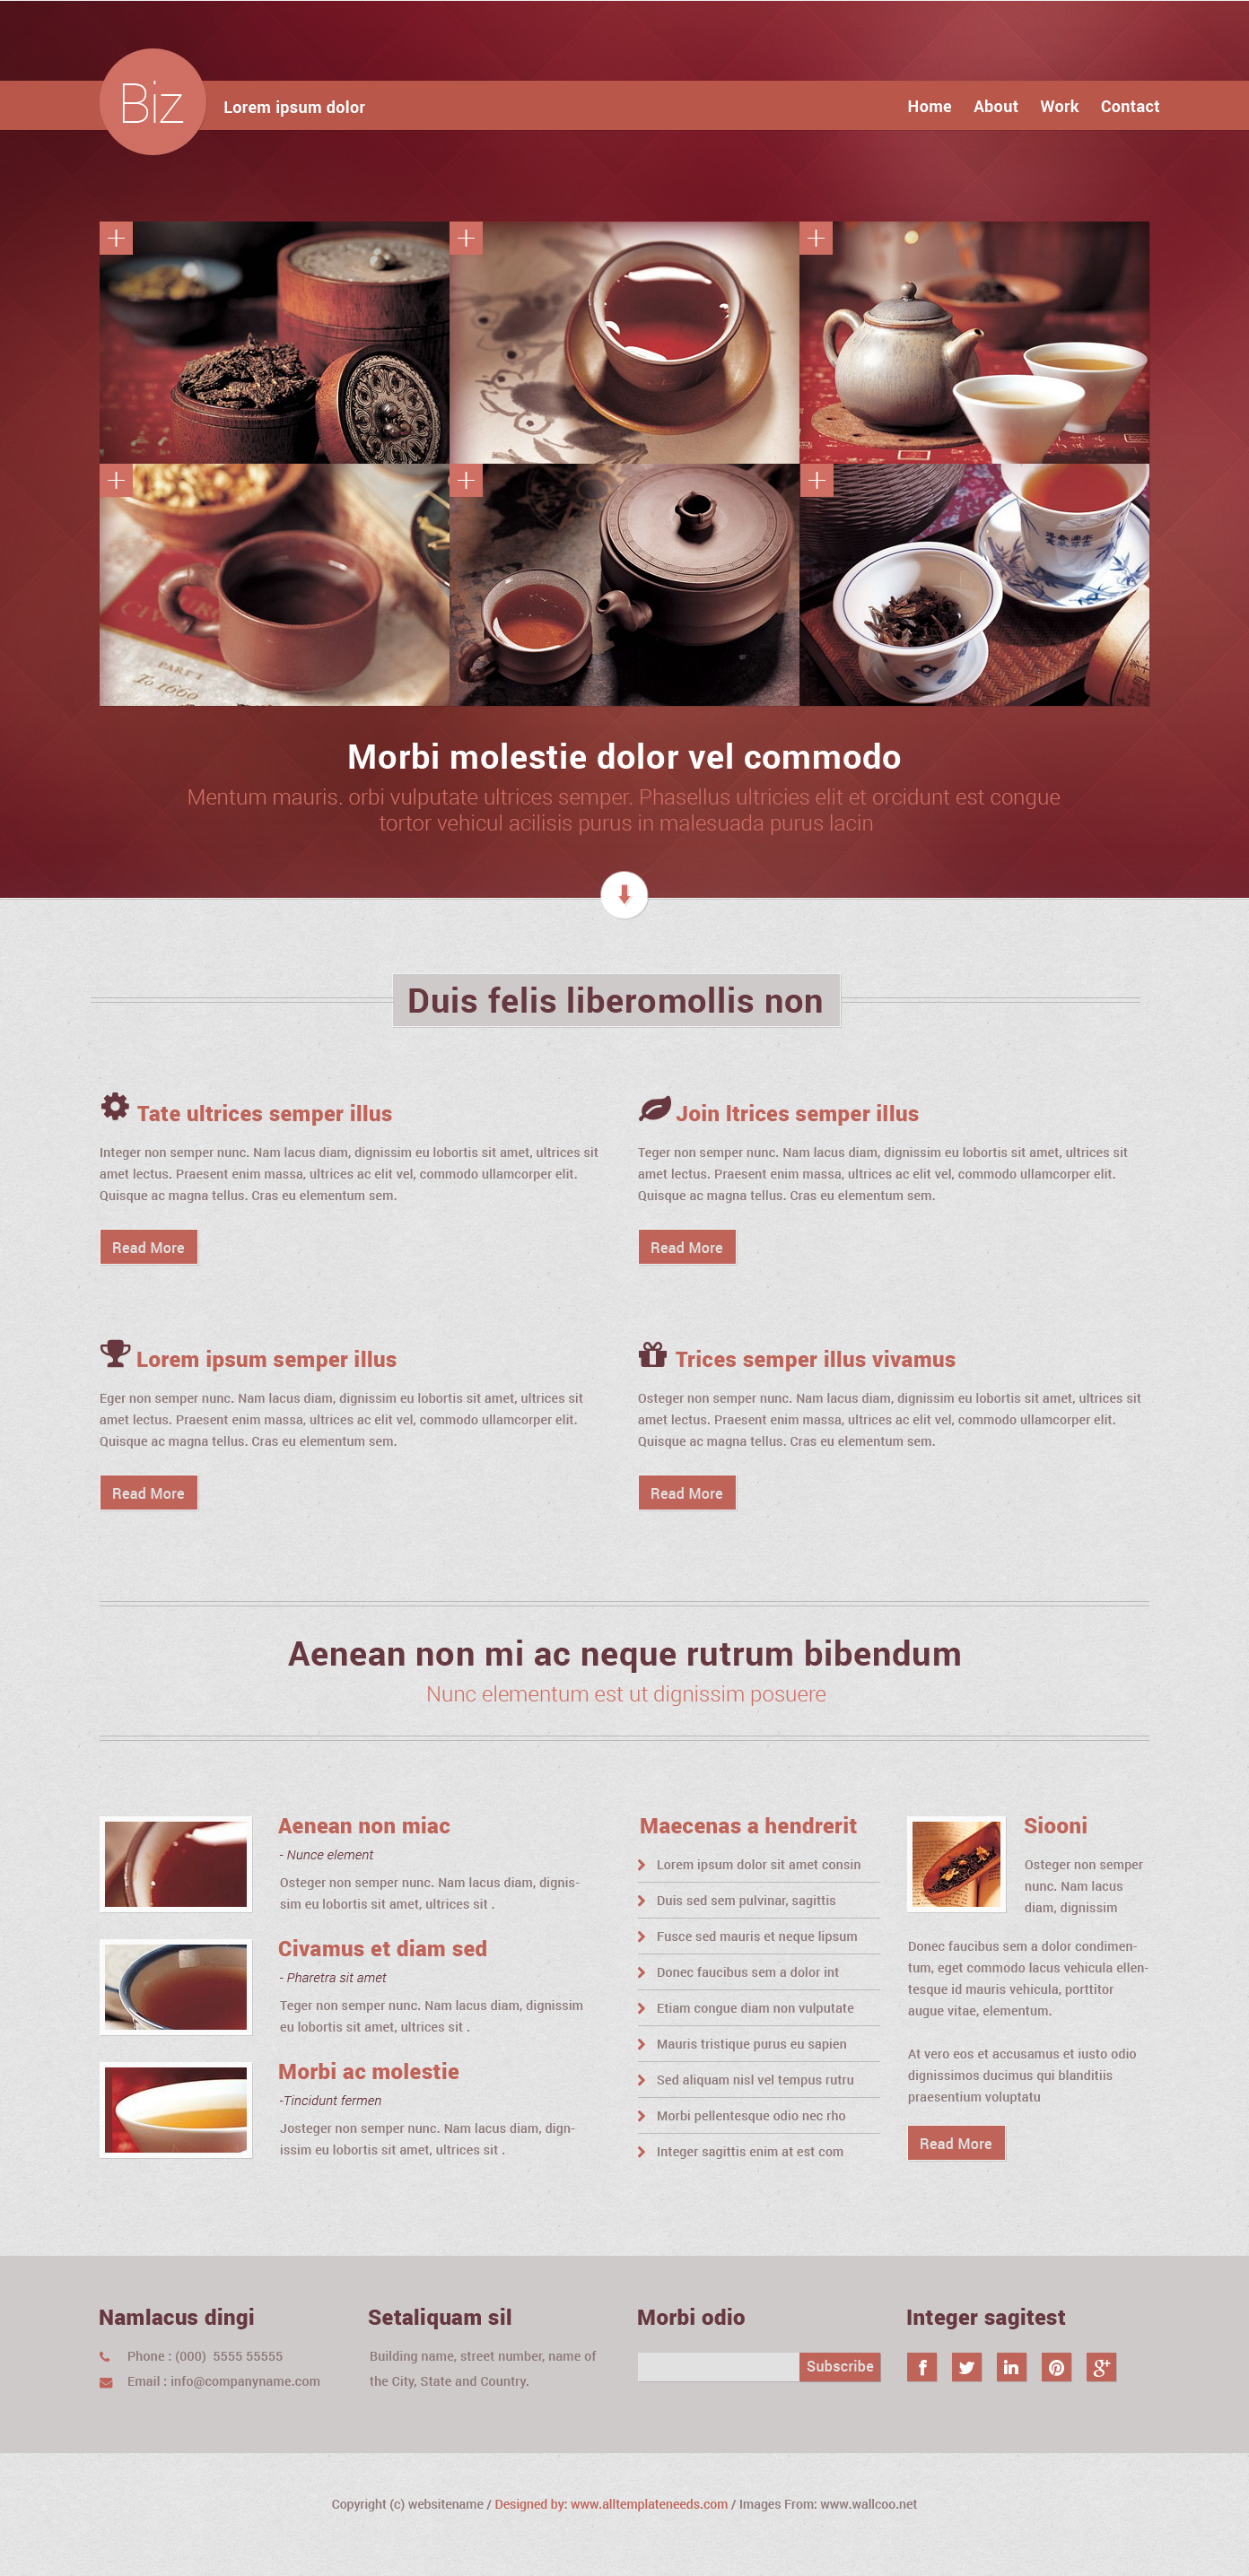 Biz
Lorem ipsum dolor
Home About Work Contact
PART I
To 1660
Morbi molestie dolor vel commodo
Mentum mauris. orbi vulputate ultrices semper. Phasellus ultricies elit et orcidunt est congue
tortor vehicul acilisis purus in malesuada purus lacin
Duis felis liberomollis non
Tate ultrices semper illus
Integer non semper nunc. Nam lacus diam, dignissim eu lobortis sit amet, ultrices sit
amet lectus. Praesent enim massa, ultrices ac elit vel, commodo ullamcorper elit.
Quisque ac magna tellus. Cras eu elementum sem.
Read More
Join ltrices semper illus
Teger non semper nunc. Nam lacus diam, dignissim eu lobortis sit amet, ultrices sit
amet lectus. Praesent enim massa, ultrices ac elit vel, commodo ullamcorper elit.
Quisque ac magna tellus. Cras eu elementum sem.
Read More
Lorem ipsum semper illus
Eger non semper nunc. Nam lacus diam, dignissim eu lobortis sit amet, ultrices sit
amet lectus. Praesent enim massa, ultrices ac elit vel, commodo ullamcorper elit.
Quisque ac magna tellus. Cras eu elementum sem.
Read More
Trices semper illus vivamus
Osteger non semper nunc. Nam lacus diam, dignissim eu lobortis sit amet, ultrices sit
amet lectus. Praesent enim massa, ultrices ac elit vel, commodo ullamcorper elit.
Quisque ac magna tellus. Cras eu elementum sem.
Read More
Aenean non mi ac neque rutrum bibendum
Nunc elementum est ut dignissim posuere
Aenean non miac
- Nunce element
Osteger non semper nunc. Nam lacus diam, dignis-
sim eu lobortis sit amet, ultrices sit .
Civamus et diam sed
- Pharetra sit amet
Teger non semper nunc. Nam lacus diam, dignissim
eu lobortis sit amet, ultrices sit .
Morbi ac molestie
-Tincidunt fermen
Josteger non semper nunc. Nam lacus diam, dign-
issim eu lobortis sit amet, ultrices sit .
Maecenas a hendrerit
Lorem ipsum dolor sit amet consin
Duis sed sem pulvinar, sagittis
Fusce sed mauris et neque lipsum
Donec faucibus sem a dolor int
Etiam congue diam non vulputate
Mauris tristique purus eu sapien
Sed aliquam nisl vel tempus rutru
Morbi pellentesque odio nec rho
Integer sagittis enim at est com
Siooni
Osteger non semper
nunc. Nam lacus
diam, dignissim
Donec faucibus sem a dolor condimen-
tum, eget commodo lacus vehicula ellen-
tesque id mauris vehicula, porttitor
augue vitae, elementum.
At vero eos et accusamus et iusto odio
dignissimos ducimus qui blanditiis
praesentium voluptatu
Read More
Namlacus dingi
Phone : (000)  5555 55555
Email : info@companyname.com
Setaliquam sil
Building name, street number, name of
the City, State and Country.
Morbi odio
Subscribe
Integer sagitest
Copyright (c) websitename / Designed by: www.alltemplateneeds.com / Images From: www.wallcoo.net